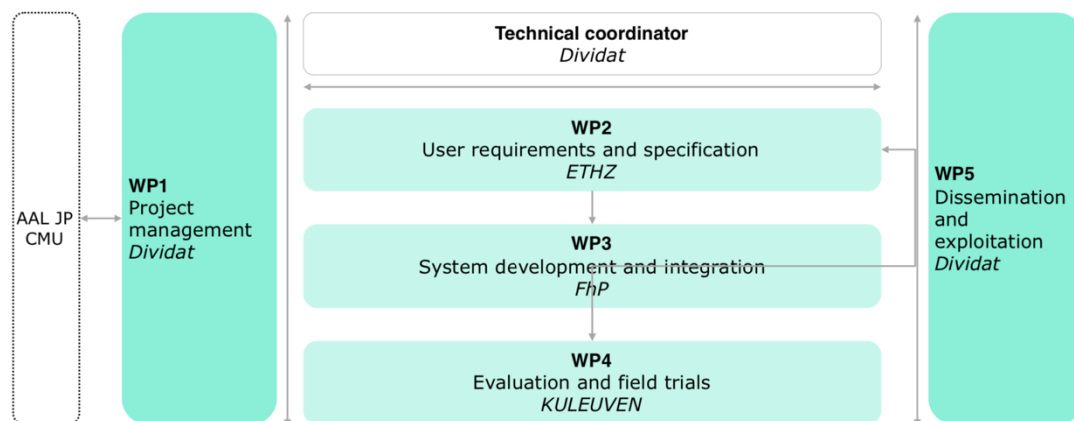 AAL JP
CMU
WP1
Project
management
Dividat
Technical coordinator
Dividat
WP2
User requirements and specification
ETHZ
WP3
System development and integration
FhP
WP4
Evaluation and field trials
KULEUVEN
WP5
Dissemination
and
exploitation
Dividat